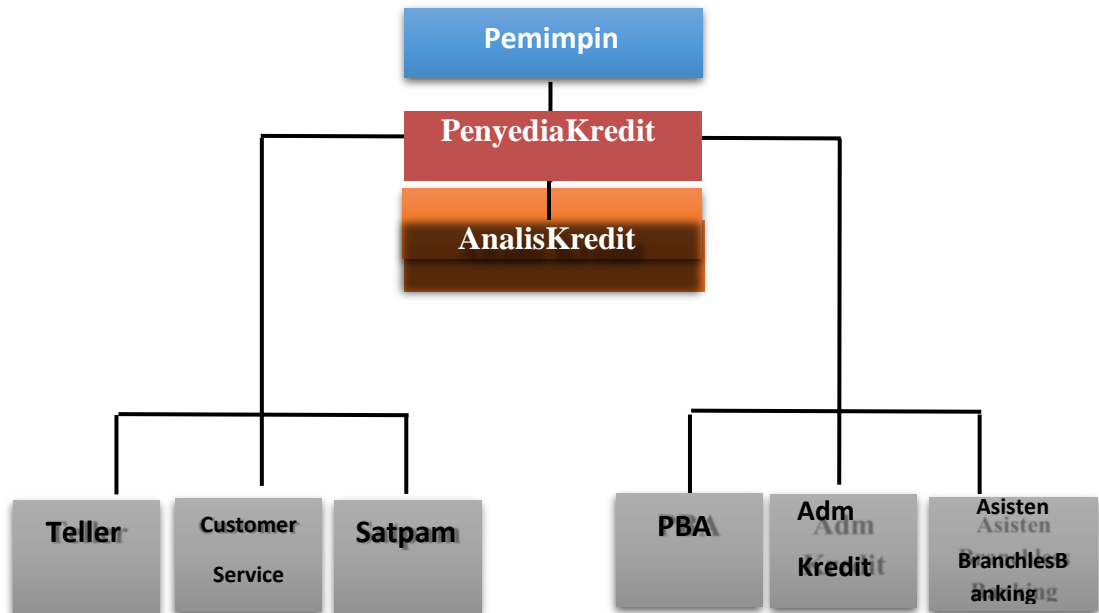 Pemimpin
PenyediaKredit
AnalisKredit
Teller
Customer
Service
Satpam
PBA
Adm
Kredit
Asisten
BranchlesB
anking